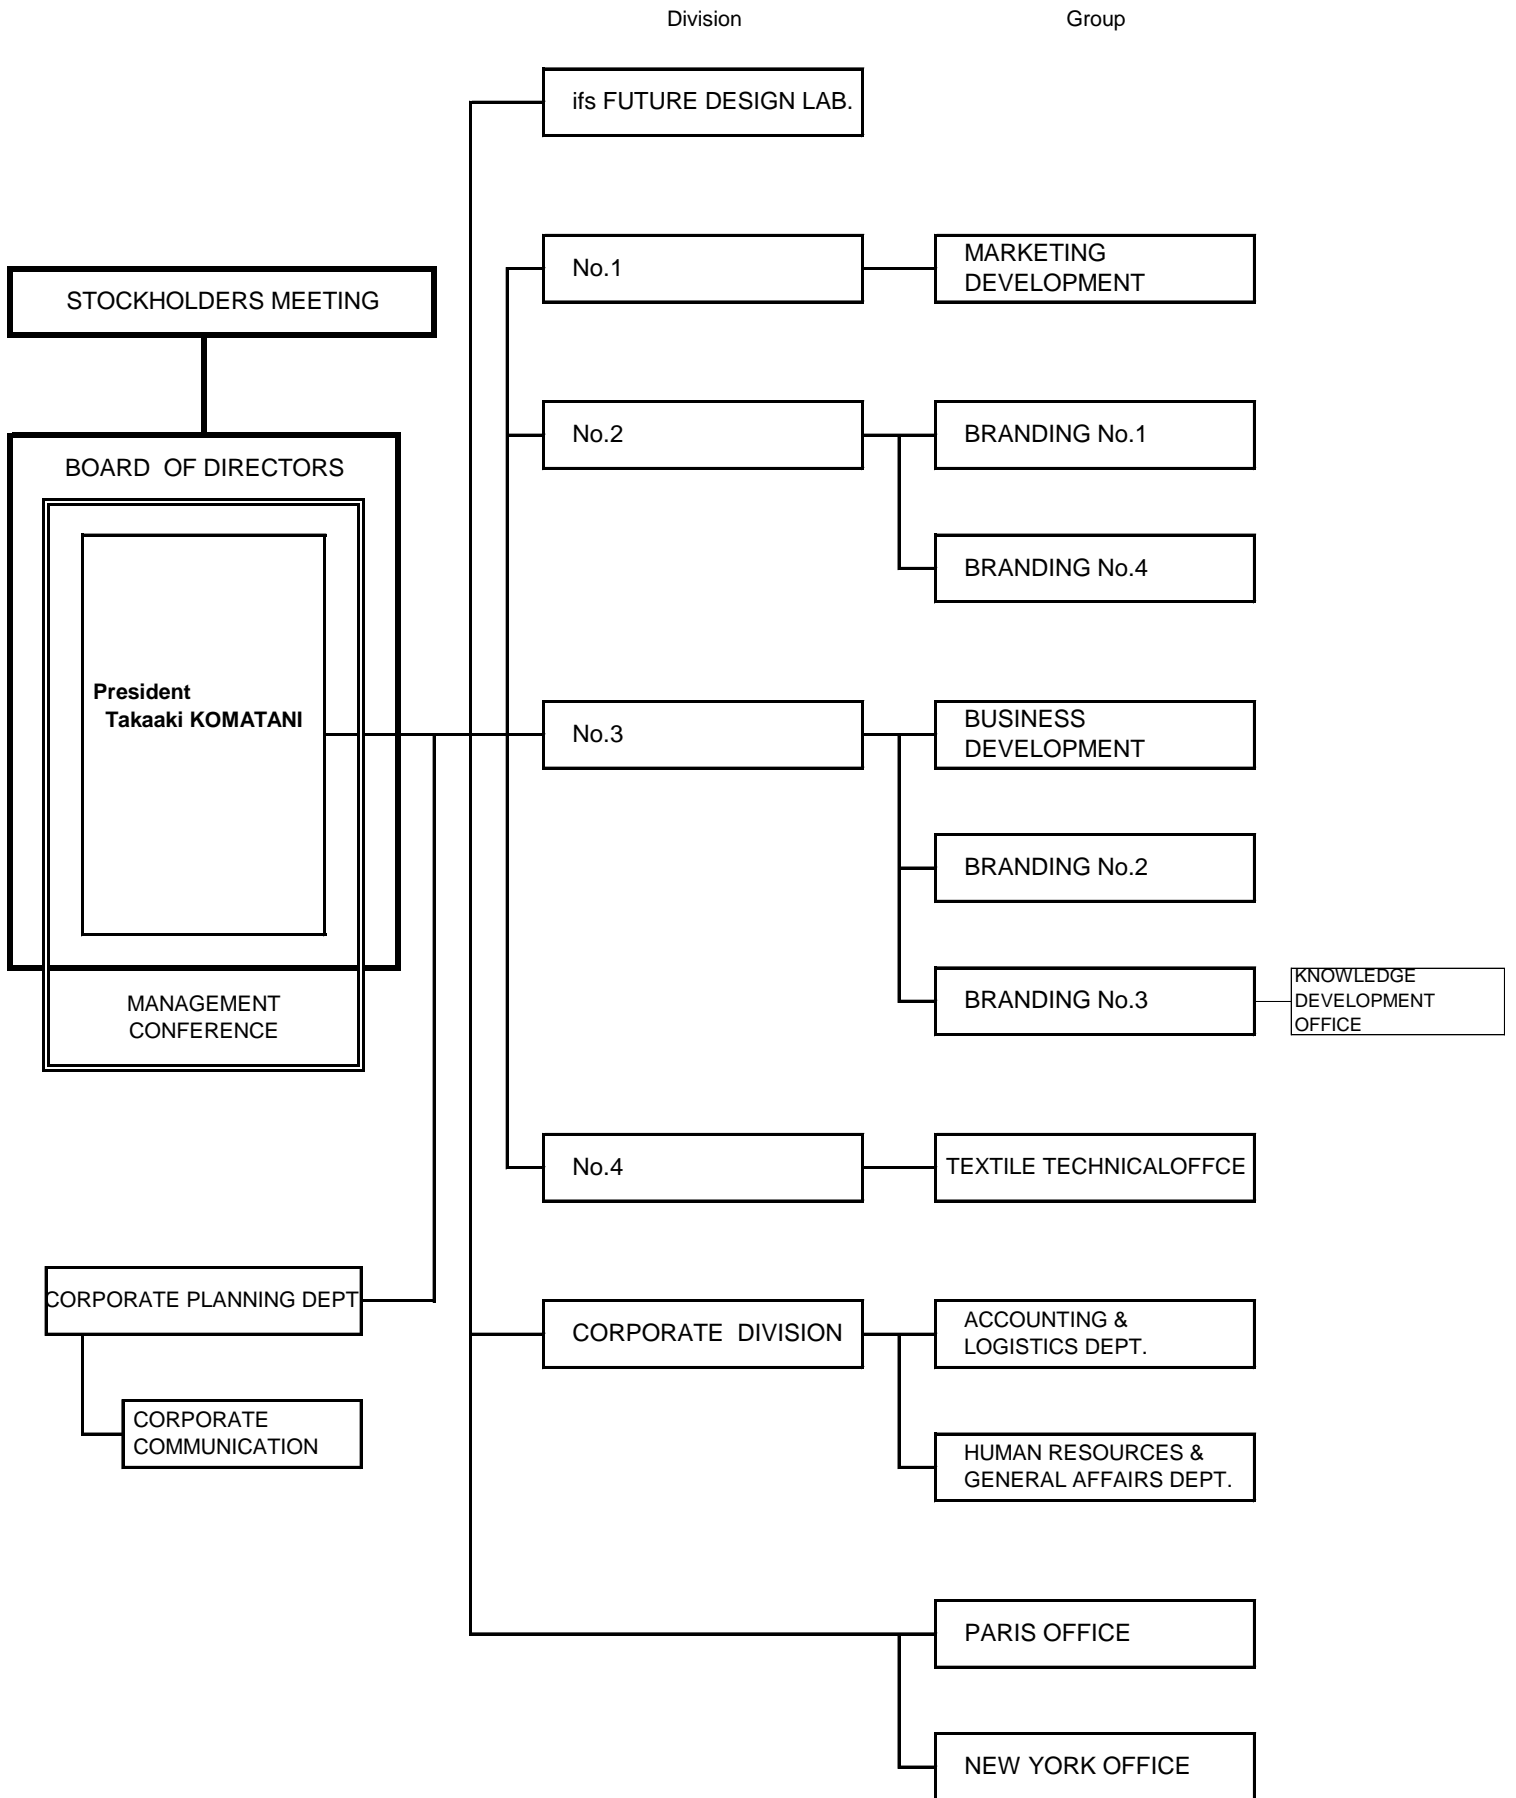 Division
Group
ifs FUTURE DESIGN LAB.
No.1
MARKETING
DEVELOPMENT
STOCKHOLDERS MEETING
No.2
BRANDING No.1
BOARD  OF DIRECTORS
BRANDING No.4
President
Takaaki KOMATANI
No.3
BUSINESS
DEVELOPMENT
BRANDING No.2
BRANDING No.3
KNOWLEDGE
DEVELOPMENT
OFFICE
MANAGEMENT
CONFERENCE
No.4
TEXTILE TECHNICALOFFCE
CORPORATE PLANNING DEPT
CORPORATE  DIVISION
ACCOUNTING &
LOGISTICS DEPT.
CORPORATE
COMMUNICATION
HUMAN RESOURCES &
GENERAL AFFAIRS DEPT.
PARIS OFFICE
NEW YORK OFFICE